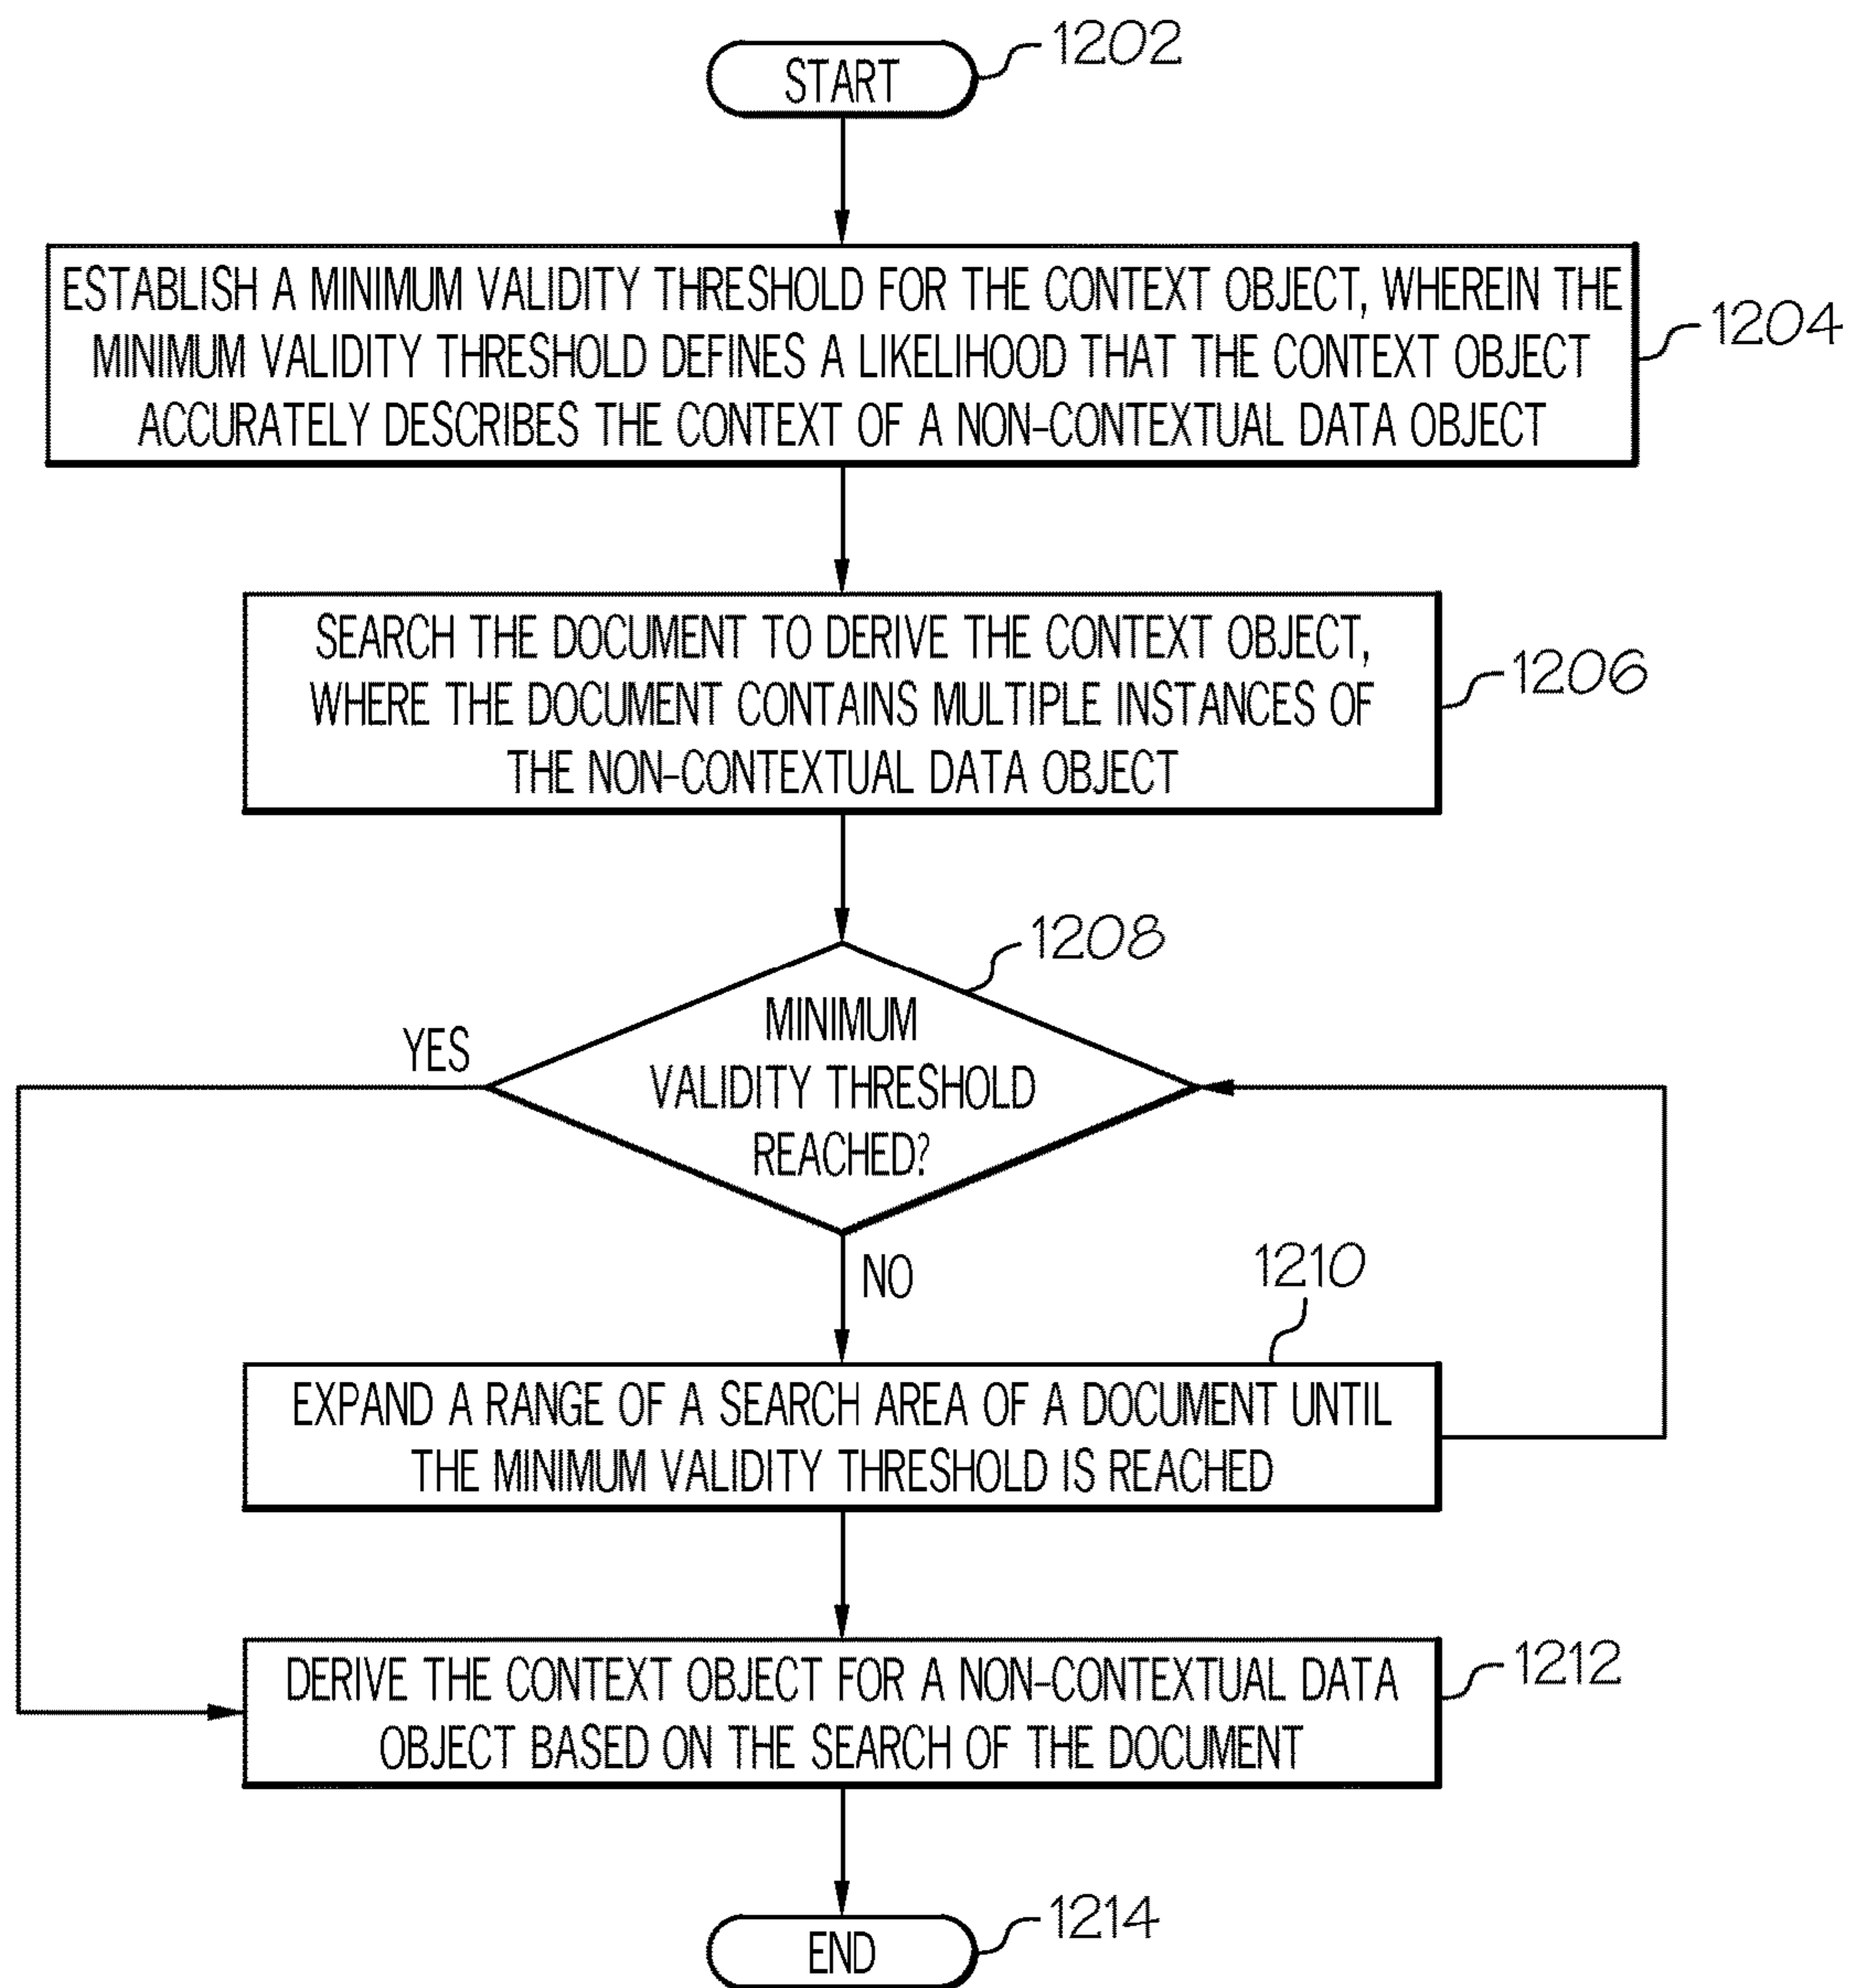 START
1202
ESTABLISH A MINIMUM VALIDITY THRESHOLD FOR THE CONTEXT OBJECT, WHEREIN THE
MINIMUM VALIDITY THRESHOLD DEFINES A LIKELIHOOD THAT THE CONTEXT OBJECT
ACCURATELY DESCRIBES THE CONTEXT OF A NON-CONTEXTUAL DATA OBJECT
1204
SEARCH THE DOCUMENT TO DERIVE THE CONTEXT OBJECT,
WHERE THE DOCUMENT CONTAINS MULTIPLE INSTANCES OF
THE NON-CONTEXTUAL DATA OBJECT
1206
1208
MINIMUM
VALIDITY THRESHOLD
REACHED?
YES
NO
1210
EXPAND A RANGE OF A SEARCH AREA OF A DOCUMENT UNTIL
THE MINIMUM VALIDITY THRESHOLD IS REACHED
DERIVE THE CONTEXT OBJECT FOR A NON-CONTEXTUAL DATA
OBJECT BASED ON THE SEARCH OF THE DOCUMENT
1212
END
1214